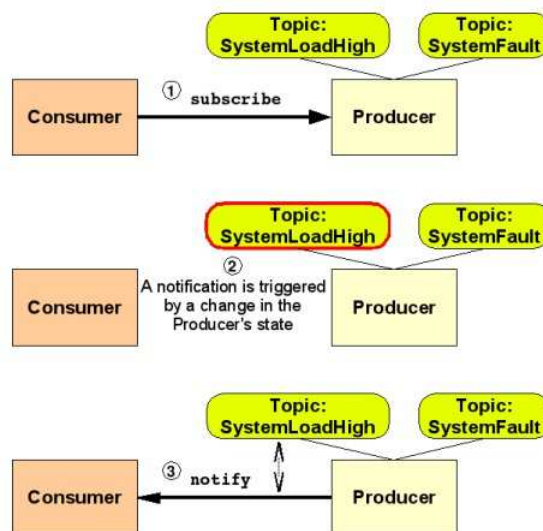 Topic:
SystemLoadHigh
Topic:
SystemFault
① subscribe
Consumer
Producer
Topic:
SystemLoadHigh
Topic:
SystemFault
②
A notification is triggered
by a change in the
Producer's state
Consumer
Producer
Topic:
SystemLoadHigh
Topic:
SystemFault
③ notify
Consumer
Producer